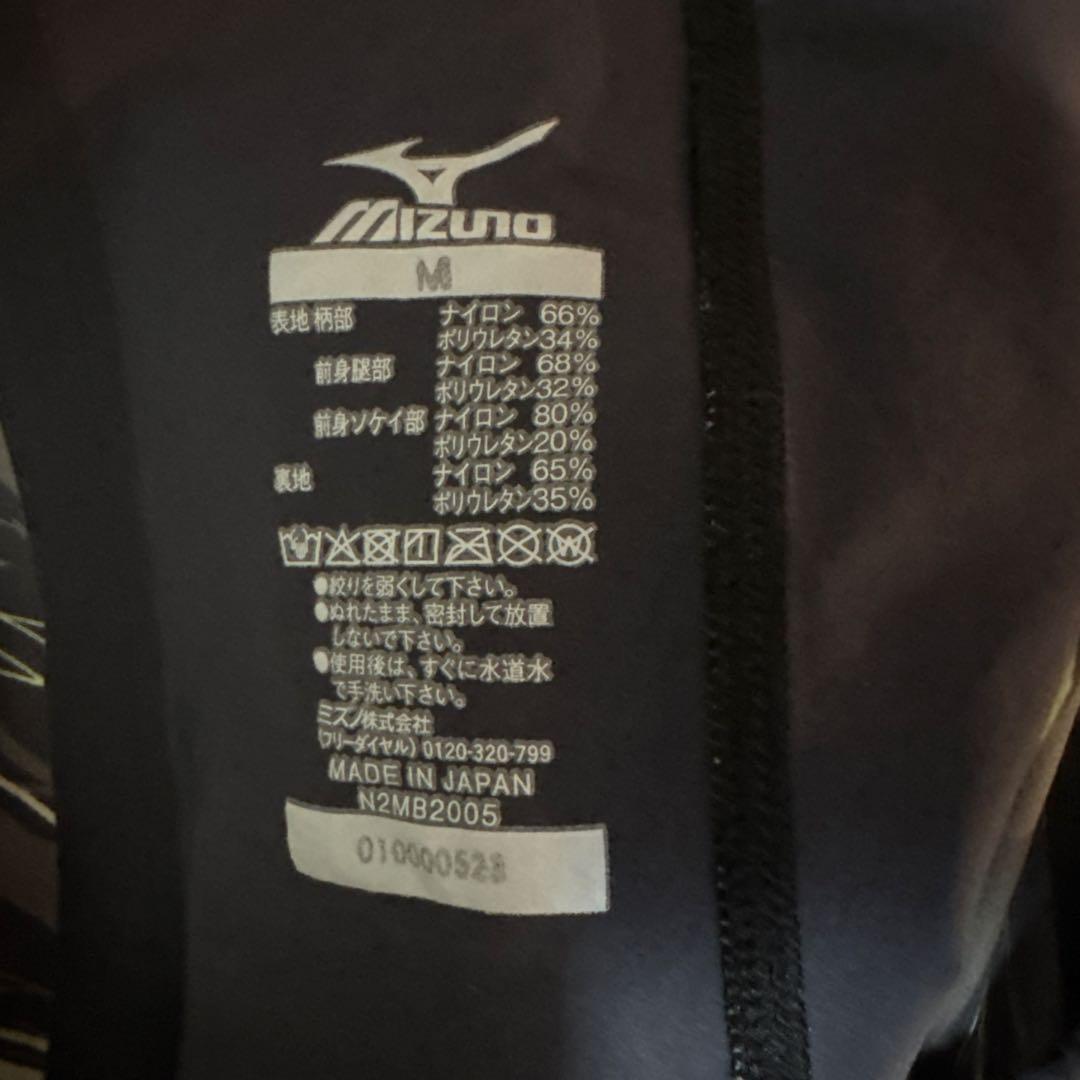 MIZUNO
M
表地 柄部 ナイロン 66%
ポリウレタン34%
前身腿部 ナイロン 68%
ポリウレタン32%
前身ソケイ部 ナイロン 80%
ポリウレタン20%
裏地 ナイロン 65%
ポリウレタン35%
W
●絞りを弱くして下さい。
●ぬれたまま、密封して放置
しないで下さい。
●使用後は、すぐに水道水
で手洗い下さい。
ミズノ株式会社
(フリーダイヤル) 0120-320-799
MADE IN JAPAN
N2MB2005